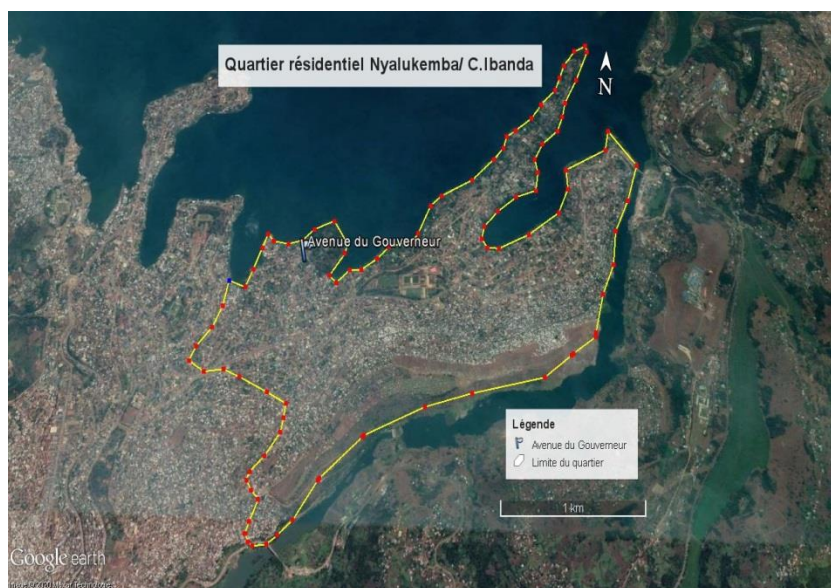 Quartier résidentiel Nyalukemba/ C.Ibanda
N
Avenue du Gouverneur
Légende
Avenue du Gouverneur
Limite du quartier
1 km
Google earth